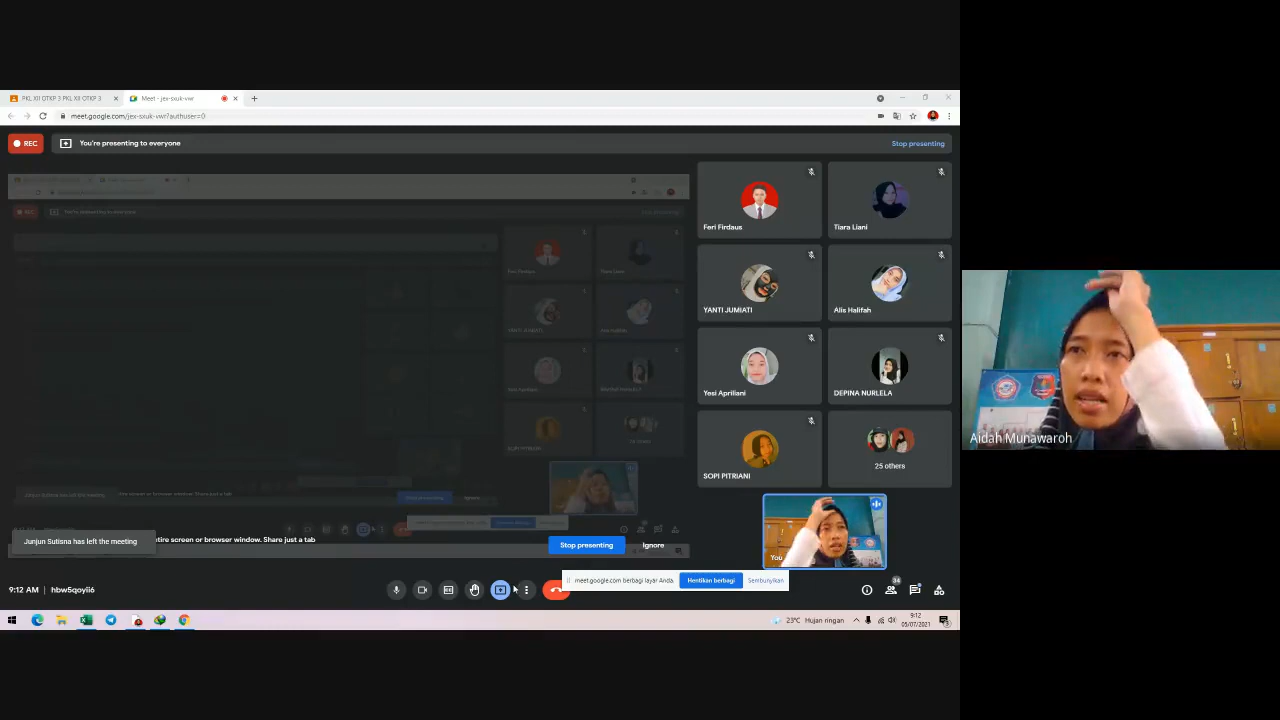 PKL XII OTKP 3 PKL XII OTKP 3
Meet - jex-sxuk-vwr
meet.google.com/jex-sxuk-vwr?authuser=0
REC
You're presenting to everyone
Stop presenting
Feri Firdaus
Tiara Liani
YANTI JUMIATI
Alis Halifah
Yesi Apriliani
DEPINA NURLELA
SOPI PITRIANI
25 others
You
Aidah Munawaroh
Junjun Sutisna has left the meeting
entire screen or browser window. Share just a tab
Stop presenting
Ignore
meet.google.com berbagi layar Anda.
Hentikan berbagi
Sembunyikan
9:12 AM
hbw5qoyii6
34
23°C Hujan ringan
9:12
05/07/2021